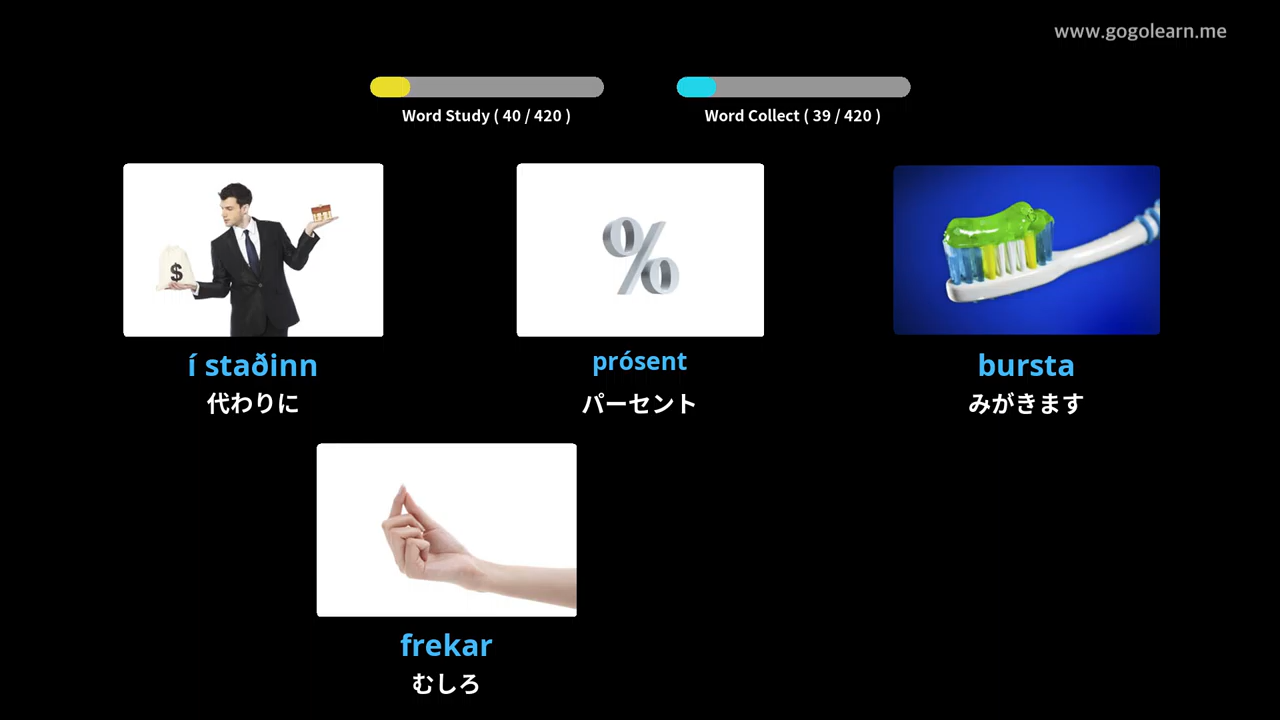 www.gogolearn.me
Word Study ( 40 / 420 )
Word Collect ( 39 / 420 )
$
%
í staðinn
代わりに
prósent
パーセント
bursta
みがきます
frekar
むしろ